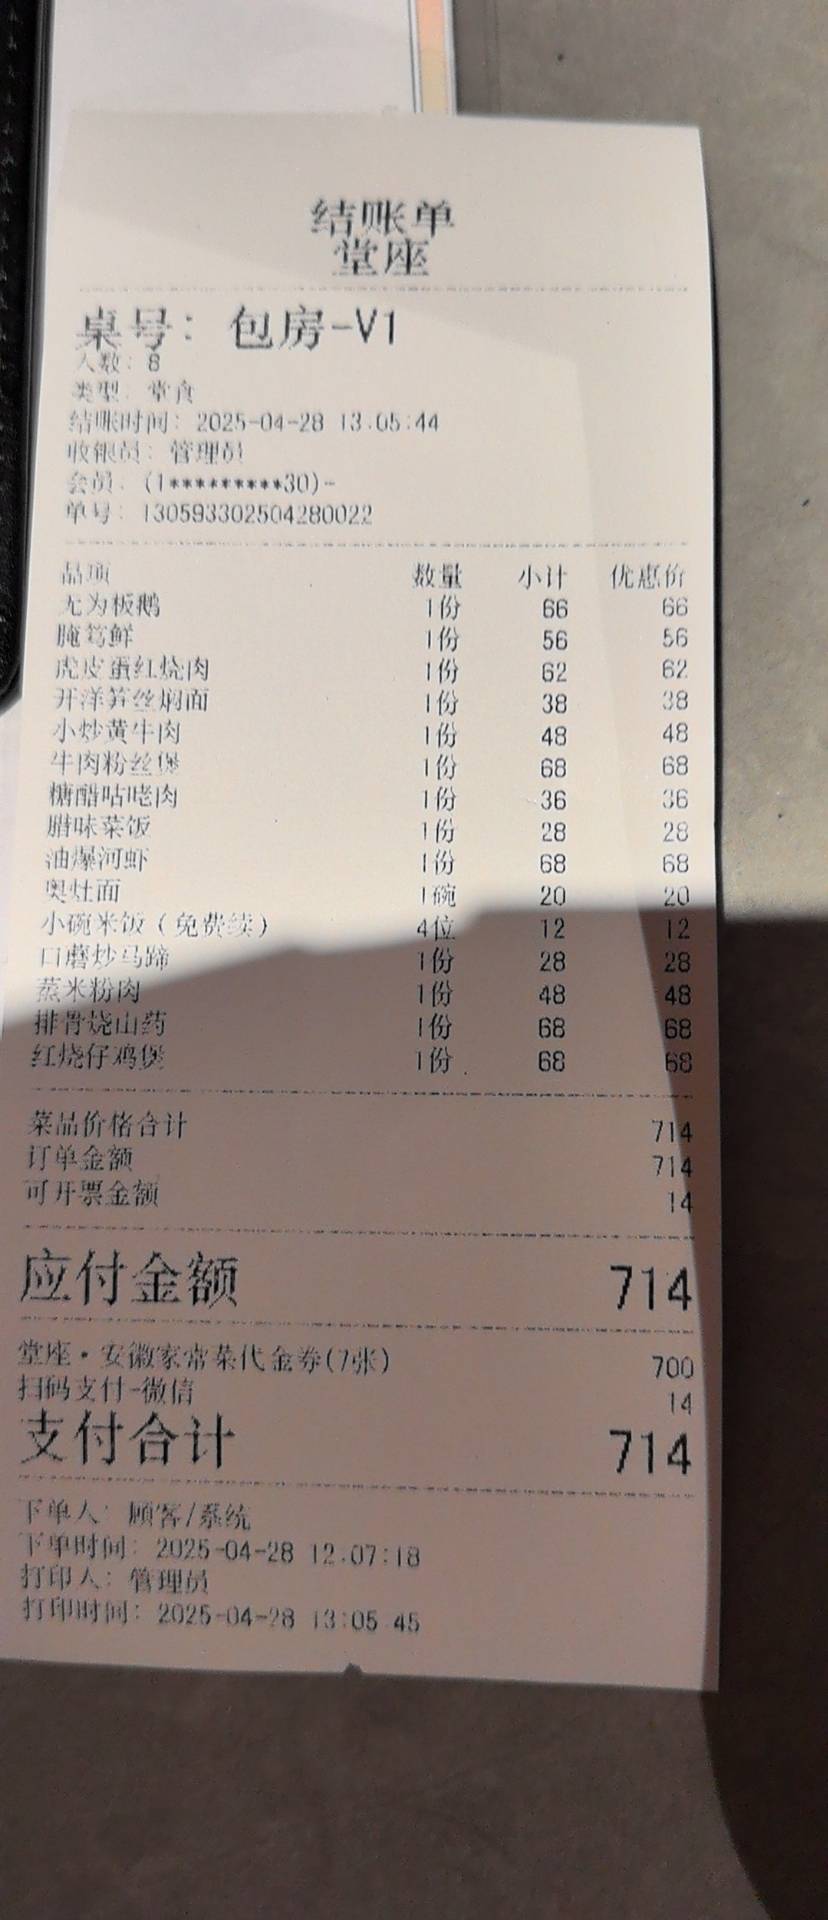 结账单
堂座
桌号：包房-V1
人数：8
类型：堂食
结账时间：2025-04-28 13:05:44
收银员：管理员
会员：(1*********30)-
单号：130593302504280022
品项 数量 小计 优惠价
无为板鹅 1份 66 66
腌笃鲜 1份 56 56
虎皮蛋红烧肉 1份 62 62
开洋笋丝焖面 1份 38 38
小炒黄牛肉 1份 48 48
牛肉粉丝煲 1份 68 68
糖醋咕咾肉 1份 36 36
腊味菜饭 1份 28 28
油爆河虾 1份 68 68
奥灶面 1碗 20 20
小碗米饭（免费续） 4位 12 12
口蘑炒马蹄 1份 28 28
蒸米粉肉 1份 48 48
排骨烧山药 1份 68 68
红烧仔鸡煲 1份 68 68
菜品价格合计 714
订单金额 714
可开票金额 14
应付金额 714
堂座·安徽家常菜代金券(7张) 700
扫码支付-微信 14
支付合计 714
下单人：顾客/系统
下单时间：2025-04-28 12:07:18
打印人：管理员
打印时间：2025-04-28 13:05:45